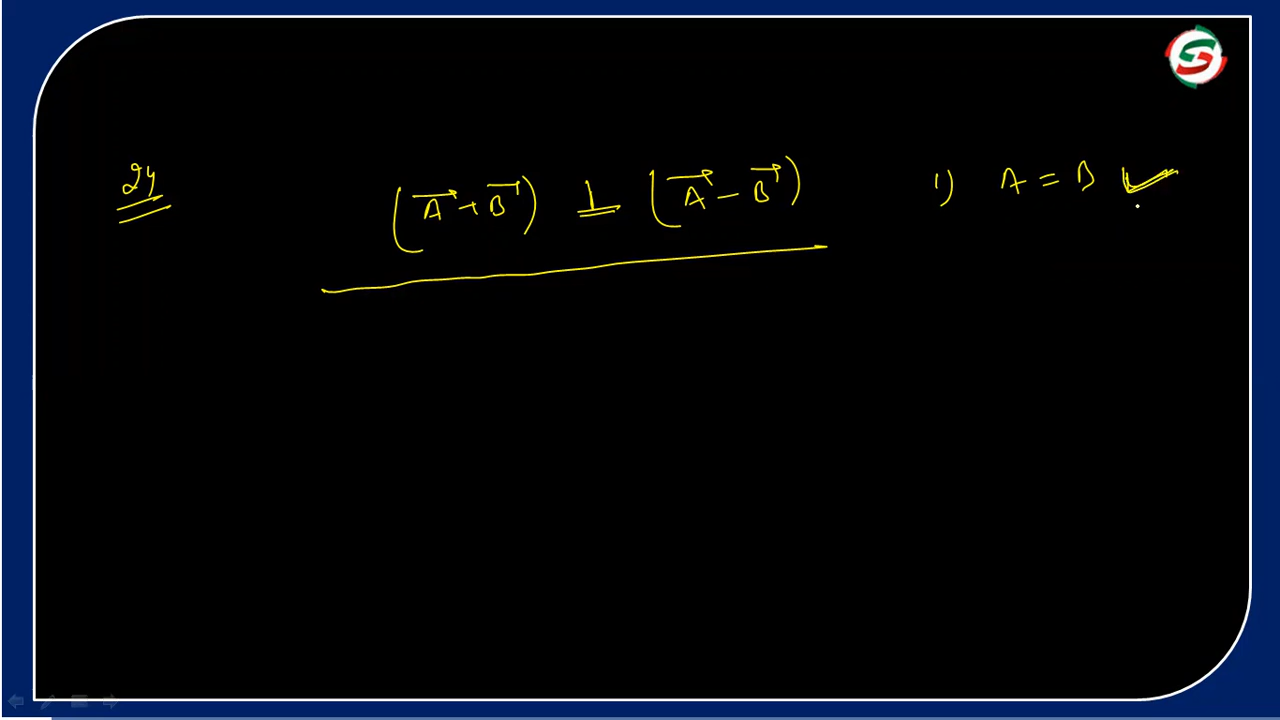 24
(A⃗ + B⃗) ⊥ (A⃗ − B⃗) 1) A = B ✓